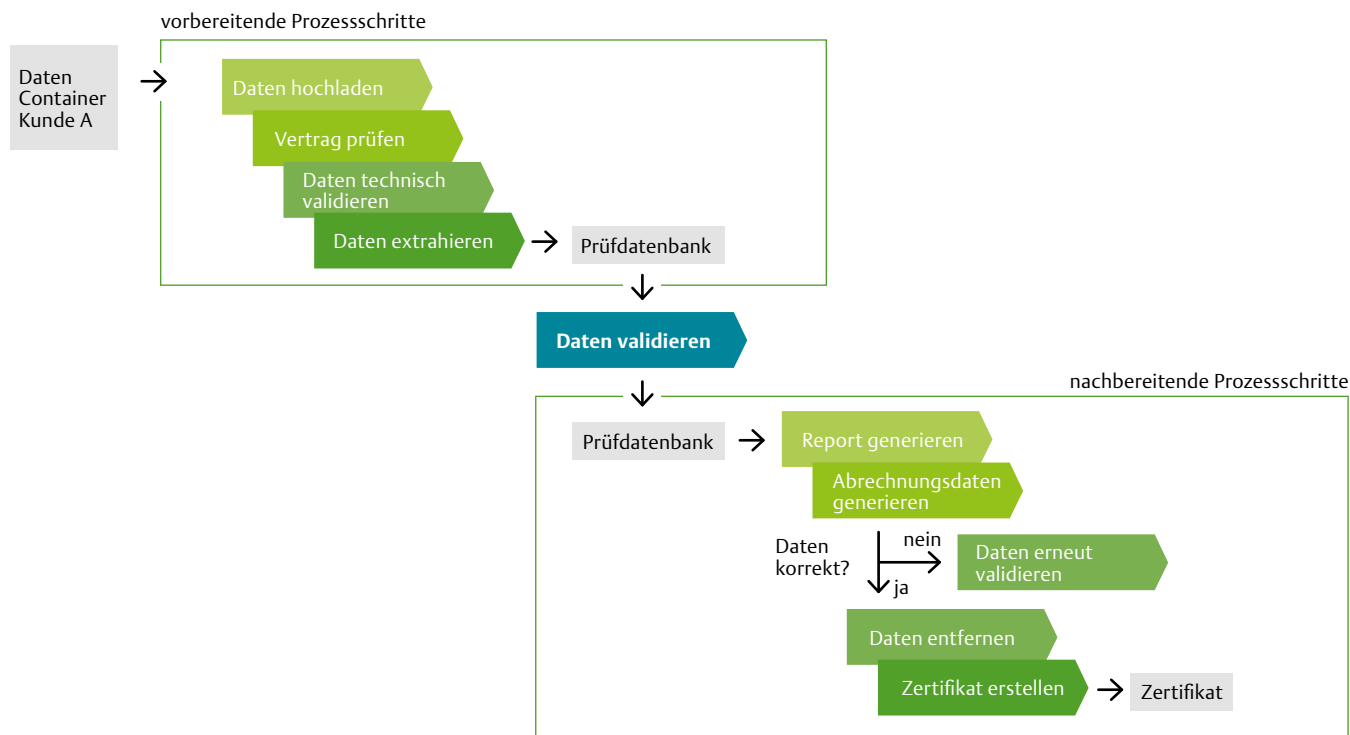 vorbereitende Prozessschritte
Daten
Container
Kunde A
Daten hochladen
Vertrag prüfen
Daten technisch
validieren
Daten extrahieren
Prüfdatenbank
Daten validieren
nachbereitende Prozessschritte
Prüfdatenbank
Report generieren
Abrechnungsdaten
generieren
Daten
korrekt?
nein
ja
Daten erneut
validieren
Daten entfernen
Zertifikat erstellen
Zertifikat